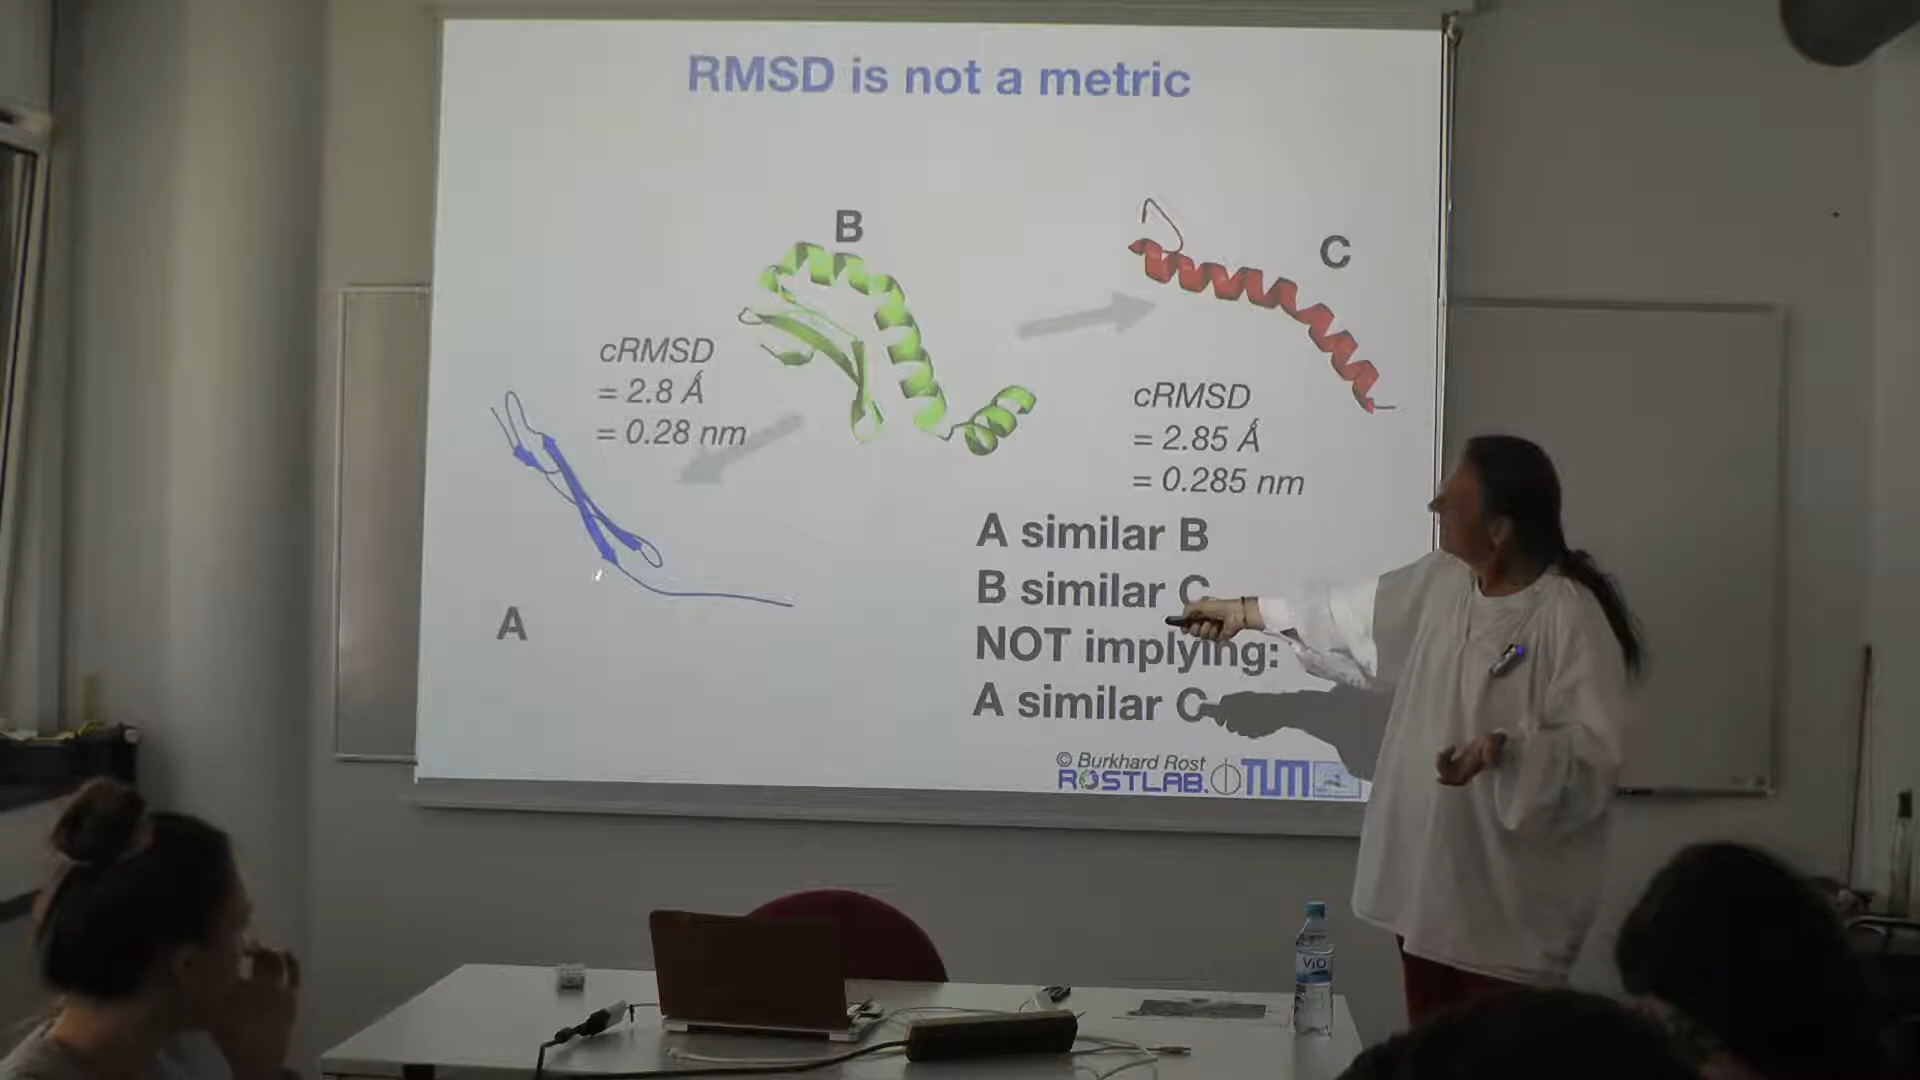 RMSD is not a metric
B
C
cRMSD
= 2.8 Å
= 0.28 nm
cRMSD
= 2.85 Å
= 0.285 nm
A similar B
B similar C
NOT implying:
A similar C
A
© Burkhard Rost
ROSTLAB.
TUM
ViO